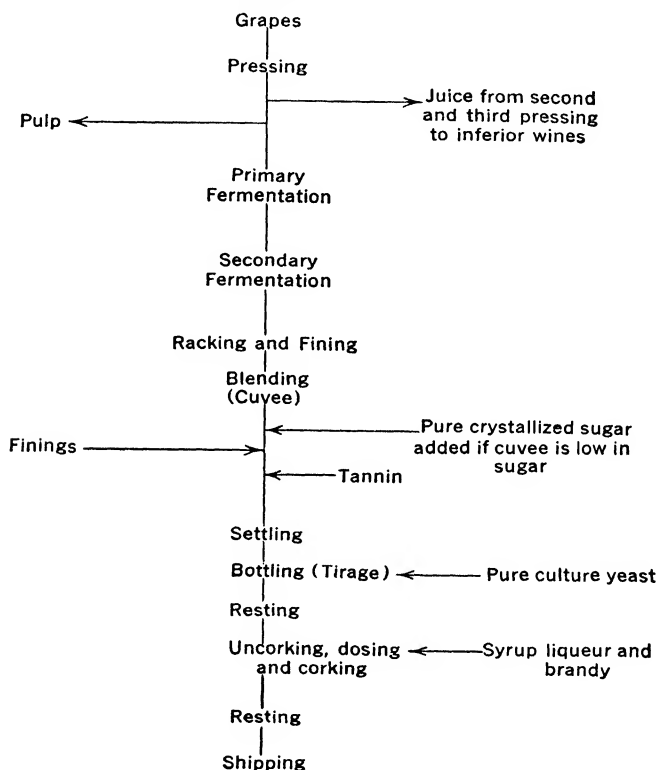 Grapes
Pressing
Juice from second
and third pressing
to inferior wines
Pulp
Primary
Fermentation
Secondary
Fermentation
Racking and Fining
Blending
(Cuvee)
Pure crystallized sugar
added if cuvee is low in
sugar
Finings
Tannin
Settling
Bottling (Tirage)
Pure culture yeast
Resting
Uncorking, dosing
and corking
Syrup liqueur and
brandy
Resting
Shipping